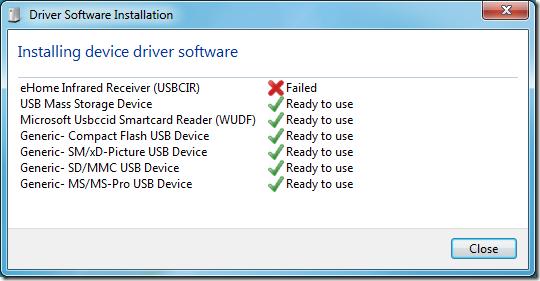 Driver Software Installation
Installing device driver software
eHome Infrared Receiver (USBCIR) Failed
USB Mass Storage Device Ready to use
Microsoft Usbccid Smartcard Reader (WUDF) Ready to use
Generic- Compact Flash USB Device Ready to use
Generic- SM/xD-Picture USB Device Ready to use
Generic- SD/MMC USB Device Ready to use
Generic- MS/MS-Pro USB Device Ready to use
Close